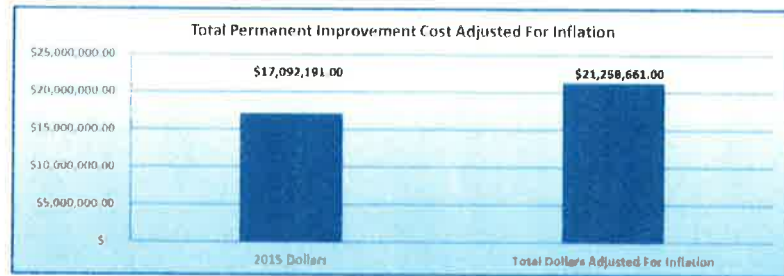 Total Permanent Improvement Cost Adjusted For Inflation
$25,000,000.00
$20,000,000.00
$15,000,000.00
$10,000,000.00
$5,000,000.00
$
$17,092,191.00
$21,258,661.00
2015 Dollars
Total Dollars Adjusted For Inflation